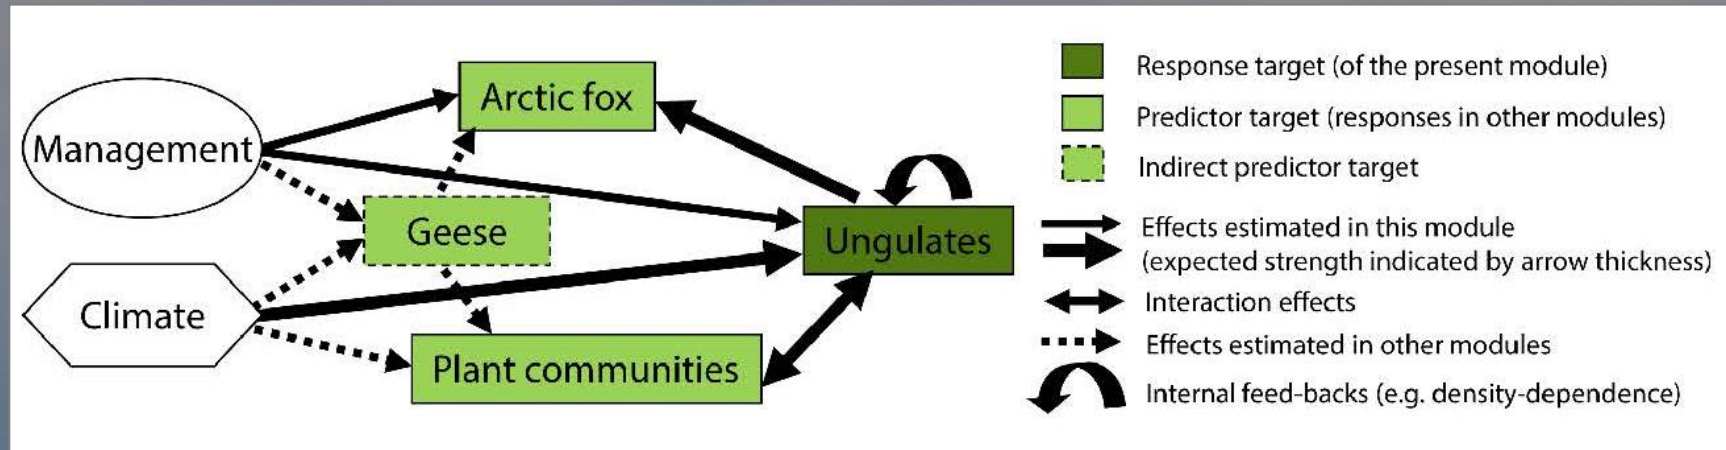 Management
Climate
Arctic fox
Geese
Plant communities
Ungulates
Response target (of the present module)
Predictor target (responses in other modules)
Indirect predictor target
Effects estimated in this module
(expected strength indicated by arrow thickness)
Interaction effects
Effects estimated in other modules
Internal feed-backs (e.g. density-dependence)